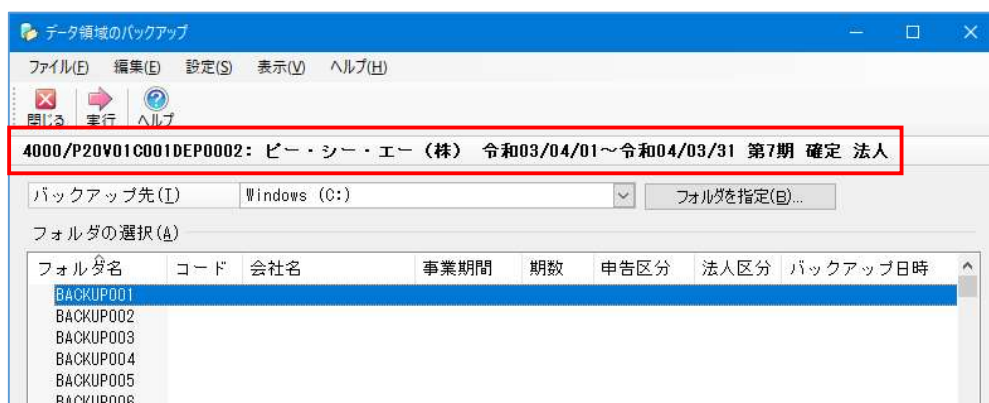 データ領域のバックアップ
ファイル(F) 編集(E) 設定(S) 表示(V) ヘルプ(H)
閉じる 実行 ヘルプ
4000/P20V01C001DEP0002: ピー・シー・エー（株） 令和03/04/01～令和04/03/31 第7期 確定 法人
バックアップ先(I) Windows (C:) フォルダを指定(B)...
フォルダの選択(A)
フォルダ名 コード 会社名 事業期間 期数 申告区分 法人区分 バックアップ日時
BACKUP001
BACKUP002
BACKUP003
BACKUP004
BACKUP005
BACKUP006